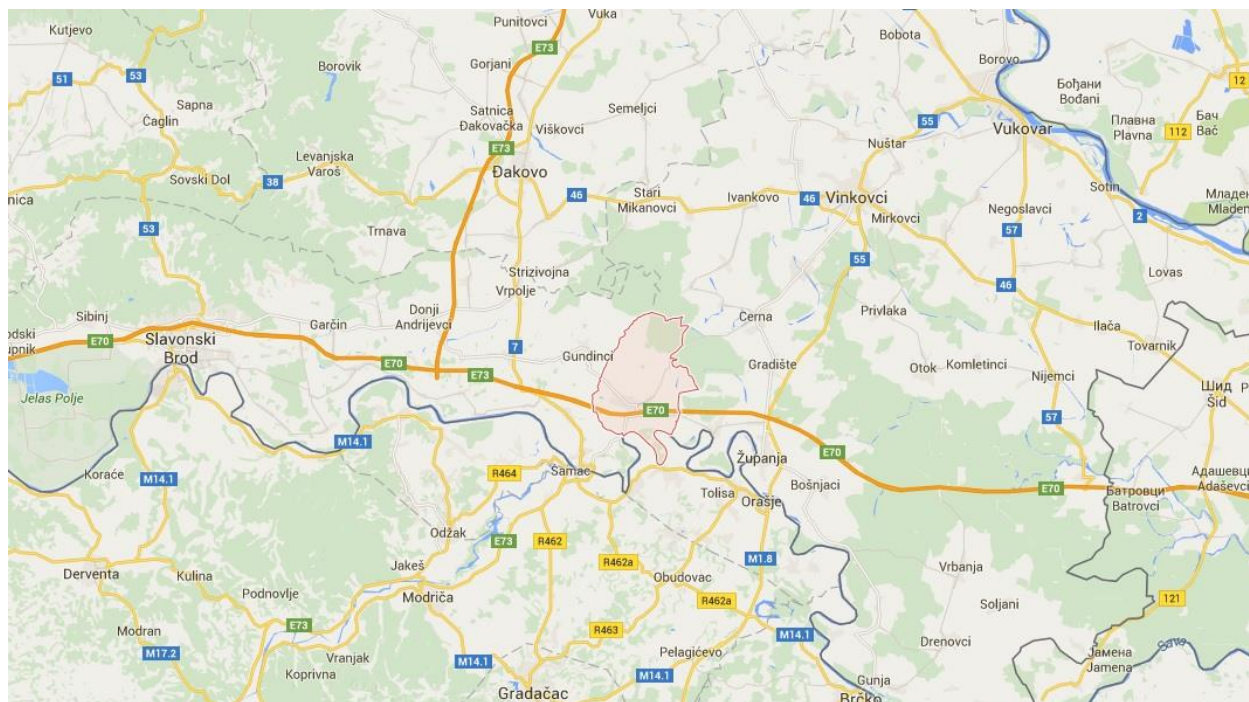 Kutjevo
Punitovci
Vuka
E73
Bobota
Borovo
51
53
Borovik
Gorjani
Бођани
Bođani
12
Sapna
Čaglin
Satnica
Đakovačka
Semeljci
55
Vukovar
Плавна
Plavna
Бач
Bač
112
Viškovci
E73
Nuštar
Levanjska
Varoš
Đakovo
Sovski Dol
38
46
Stari
Mikanovci
Ivankovo
46
Vinkovci
Mirkovci
Sotin
Младен
Mladen
nica
53
Trnava
Negoslavci
57
2
Strizivojna
Vrpolje
55
46
Lovas
Sibinj
Garčin
Donji
Andrijevci
Cerna
Privlaka
Ilača
Tovarnik
odski
upnik
E70
Slavonski
Brod
7
Gundinci
Gradište
Otok
Komletinci
Nijemci
E70
E73
Шид
Šid
Jelas Polje
E70
57
M14.1
Koraće
M14.1
R464
Šamac
Županja
E70
Bošnjaci
E70
Адашевци
Adaševci
Tolisa
Orašje
Батровци
Batrovci
Odžak
E73
R462
R462a
M1.8
Derventa
Kulina
Jakeš
Modriča
Obudovac
Vrbanja
Podnovlje
R462a
Soljani
121
E73
R463
M14.1
Modran
M17.2
Vranjak
Koprivna
M14.1
Pelagićevo
M14.1
Drenovci
Јамена
Jamena
Sava
Gradačac
Gunja
Brčko